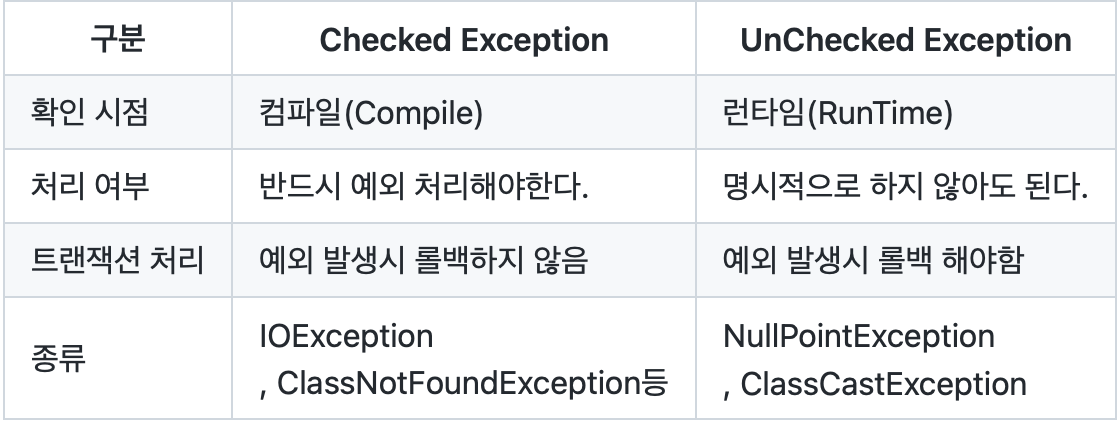 구분 Checked Exception UnChecked Exception
확인 시점 컴파일(Compile) 런타임(RunTime)
처리 여부 반드시 예외 처리해야한다. 명시적으로 하지 않아도 된다.
트랜잭션 처리 예외 발생시 롤백하지 않음 예외 발생시 롤백 해야함
종류
IOException
, ClassNotFoundException등
NullPointException
, ClassCastException